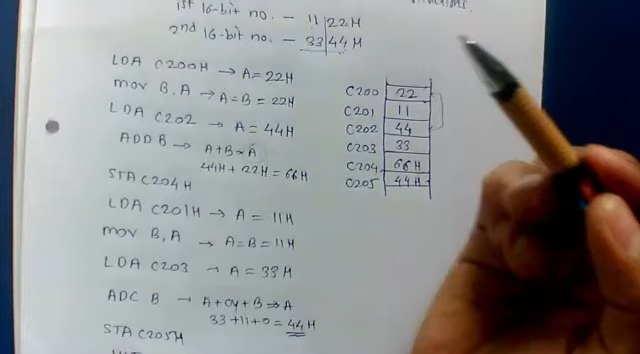 1st 16-bit no. - 11|22H
2nd 16-bit no. - 33|44H
LDA C200H → A=22H
MOV B,A → A=B=22H
LDA C202 → A=44H
ADD B → A+B→A
44H+22H=66H
STA C204H
LDA C201H → A=11H
MOV B,A → A=B=11H
LDA C203 → A=33H
ADC B → A+Cy+B⇒A
33+11+0=44H
STA C205H
C200 22
C201 11
C202 44
C203 33
C204 66H
C205 44H